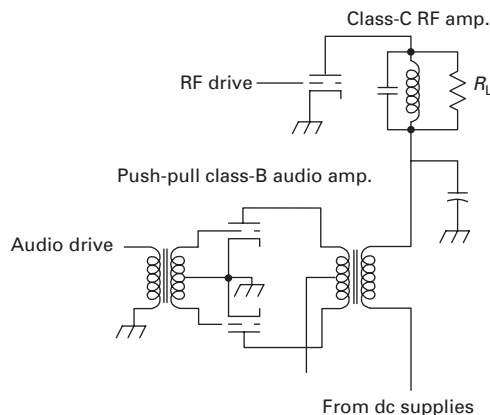 Class-C RF amp.
RF drive
RL
Push-pull class-B audio amp.
Audio drive
From dc supplies